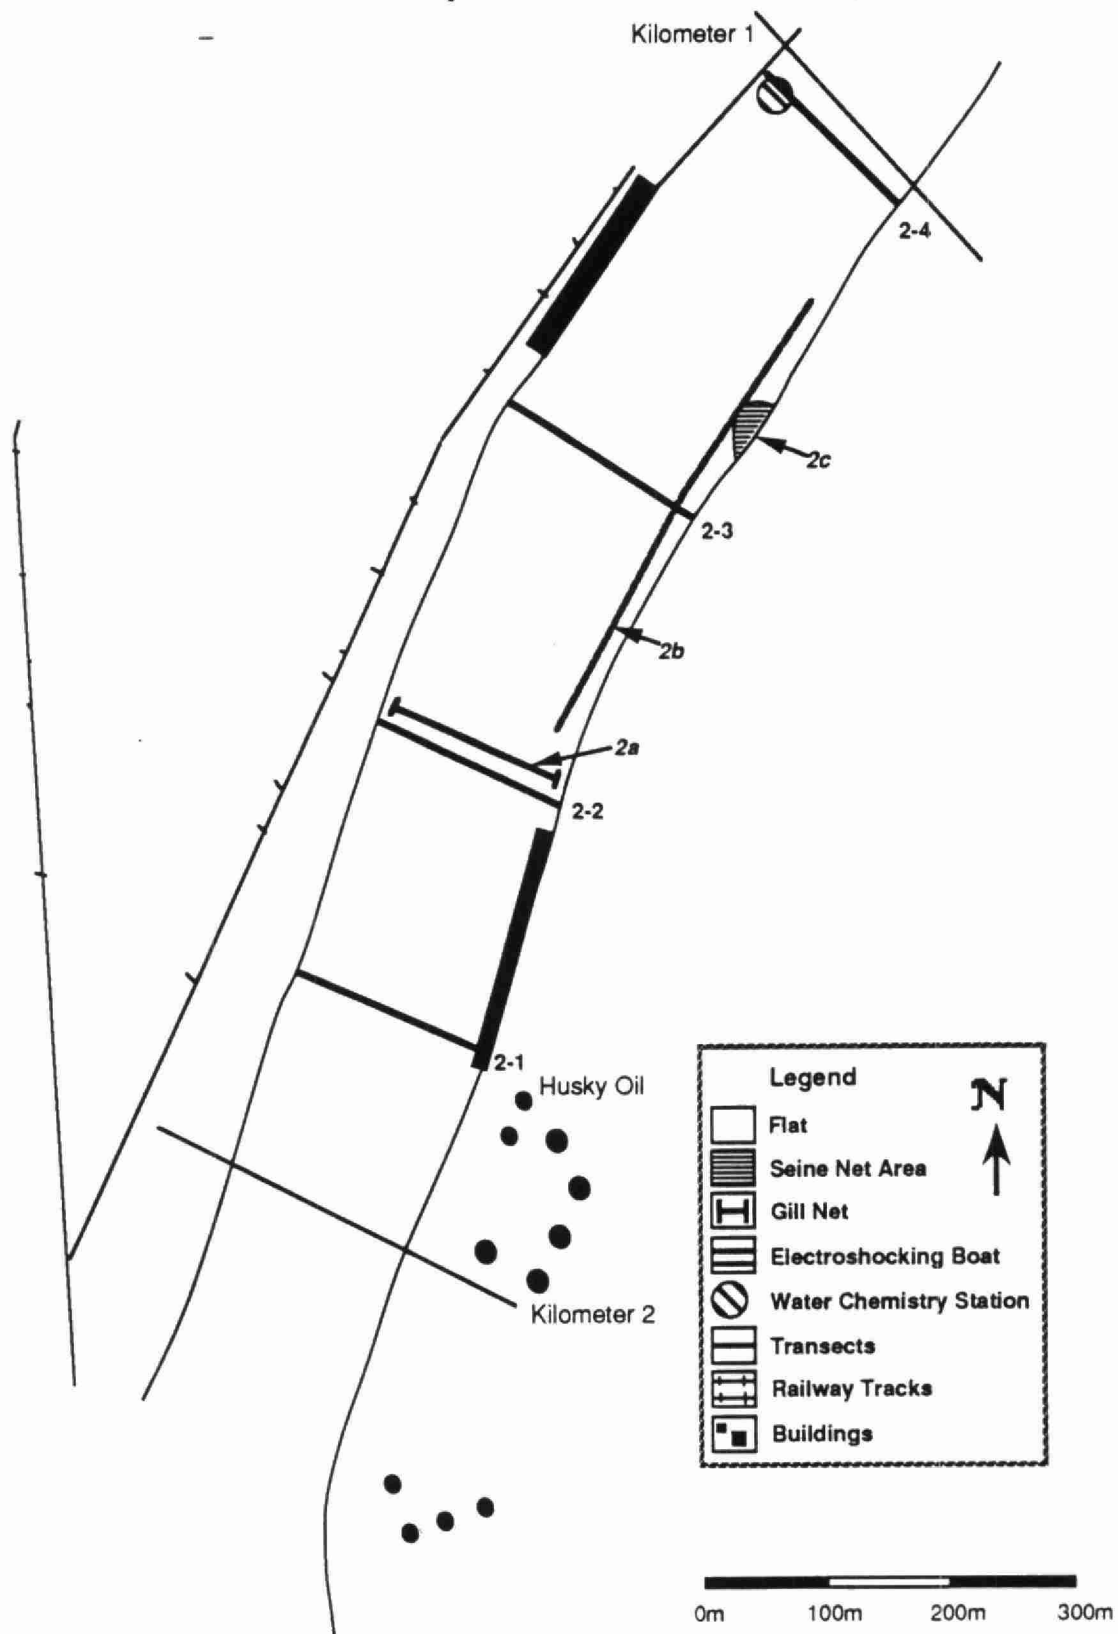 Kilometer 1
2-4
2c
2-3
2b
2a
2-2
2-1
Husky Oil
Kilometer 2
Legend
N
Flat
Seine Net Area
Gill Net
Electroshocking Boat
Water Chemistry Station
Transects
Railway Tracks
Buildings
0m 100m 200m 300m